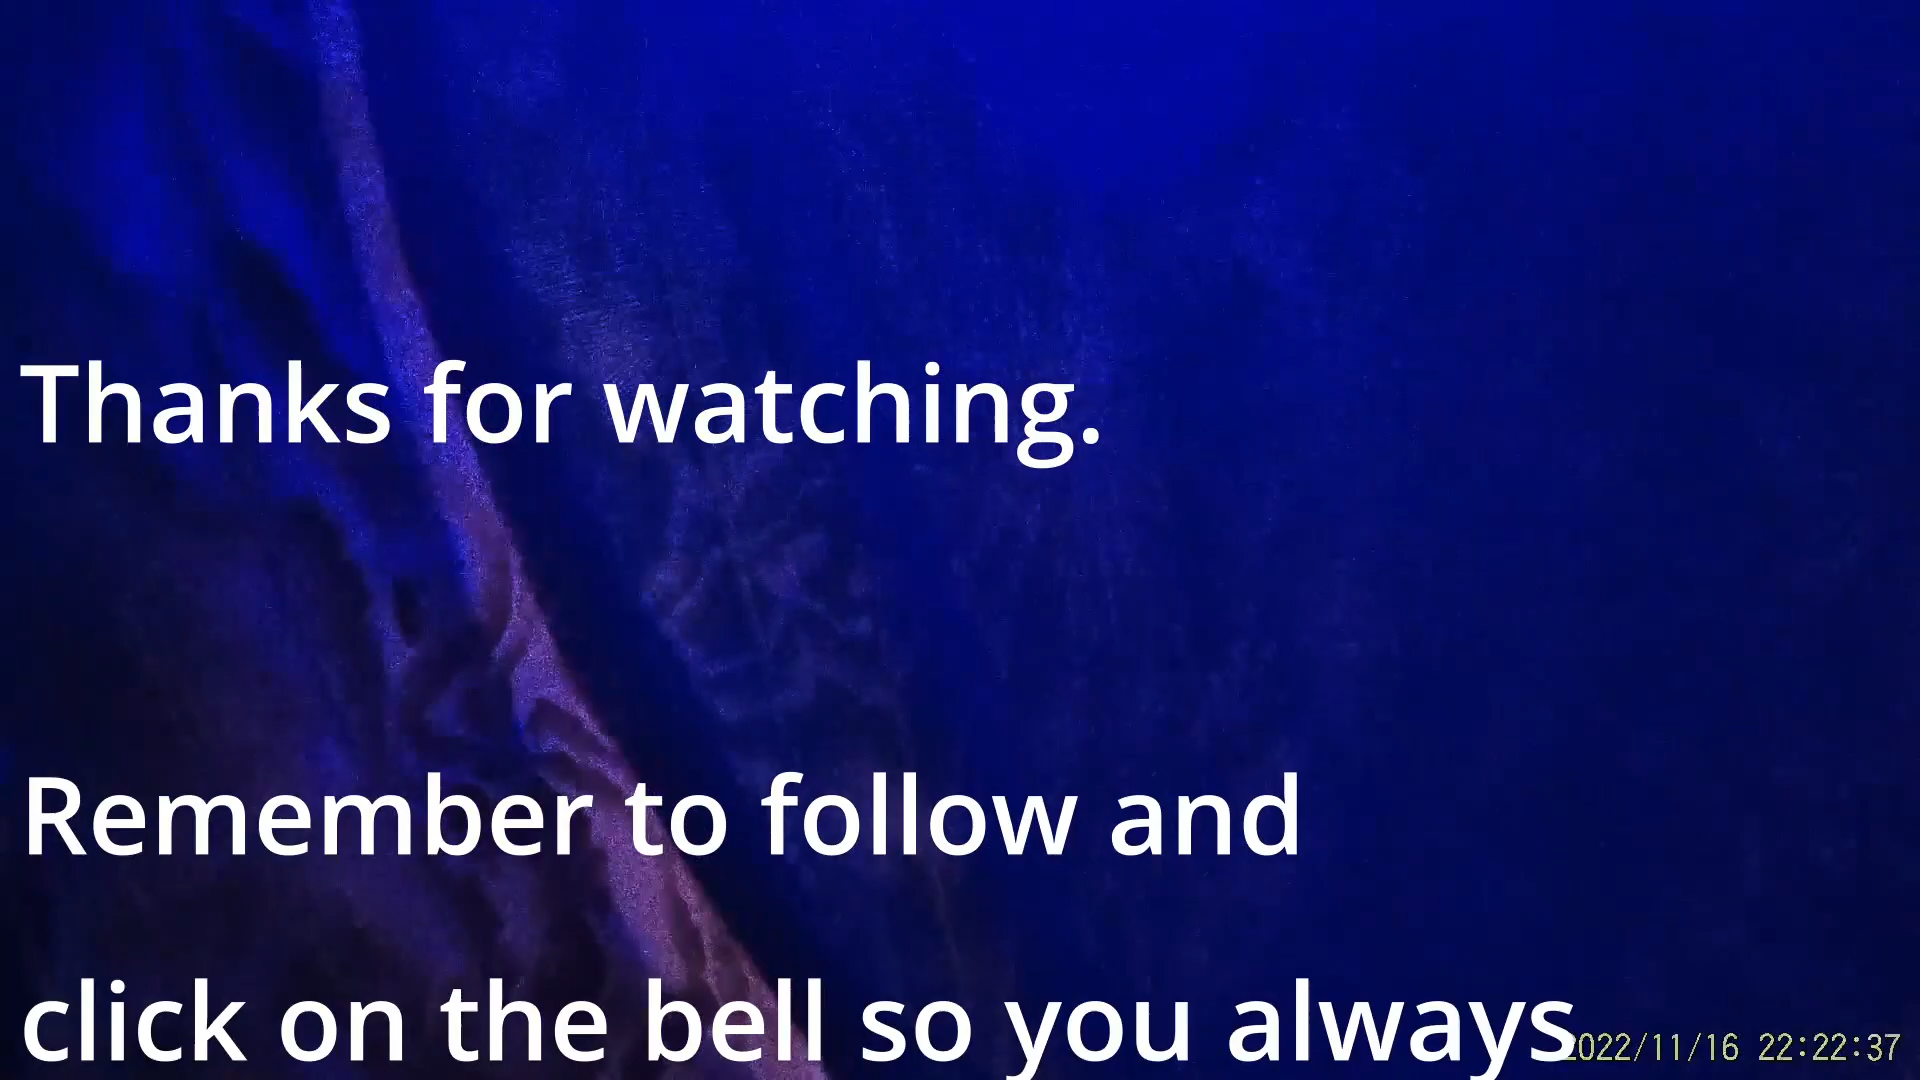 Thanks for watching.
Remember to follow and
click on the bell so you always
2022/11/16 22:22:37